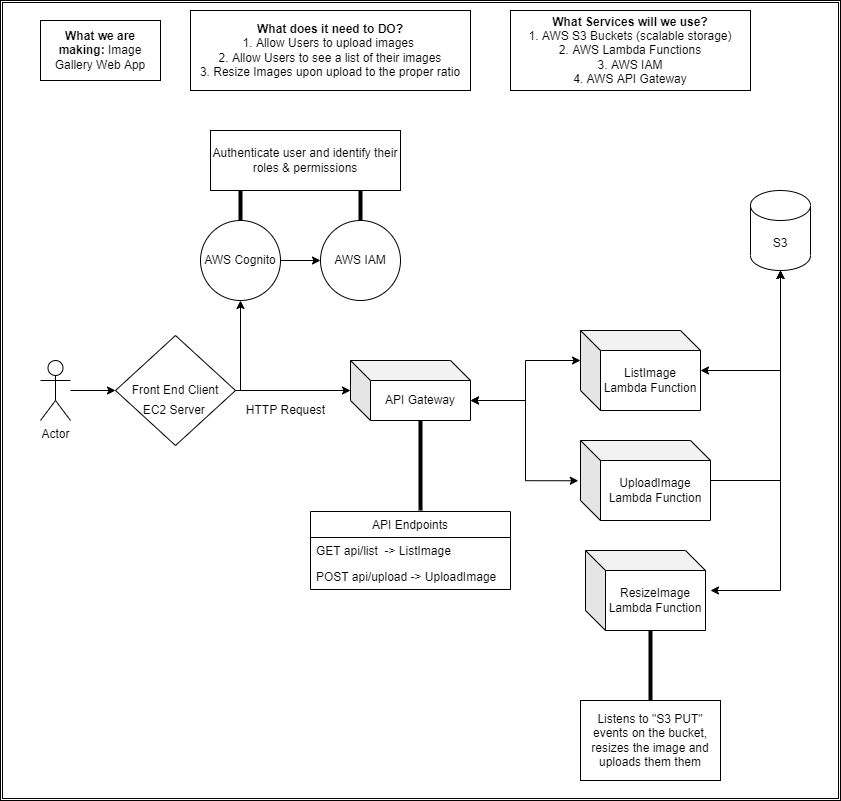 What we are
making: Image
Gallery Web App
What does it need to DO?
1. Allow Users to upload images
2. Allow Users to see a list of their images
3. Resize Images upon upload to the proper ratio
What Services will we use?
1. AWS S3 Buckets (scalable storage)
2. AWS Lambda Functions
3. AWS IAM
4. AWS API Gateway
Authenticate user and identify their
roles & permissions
AWS Cognito
AWS IAM
S3
Actor
Front End Client
EC2 Server
HTTP Request
API Gateway
ListImage
Lambda Function
UploadImage
Lambda Function
API Endpoints
GET api/list -> ListImage
POST api/upload -> UploadImage
ResizeImage
Lambda Function
Listens to "S3 PUT"
events on the bucket,
resizes the image and
uploads them them